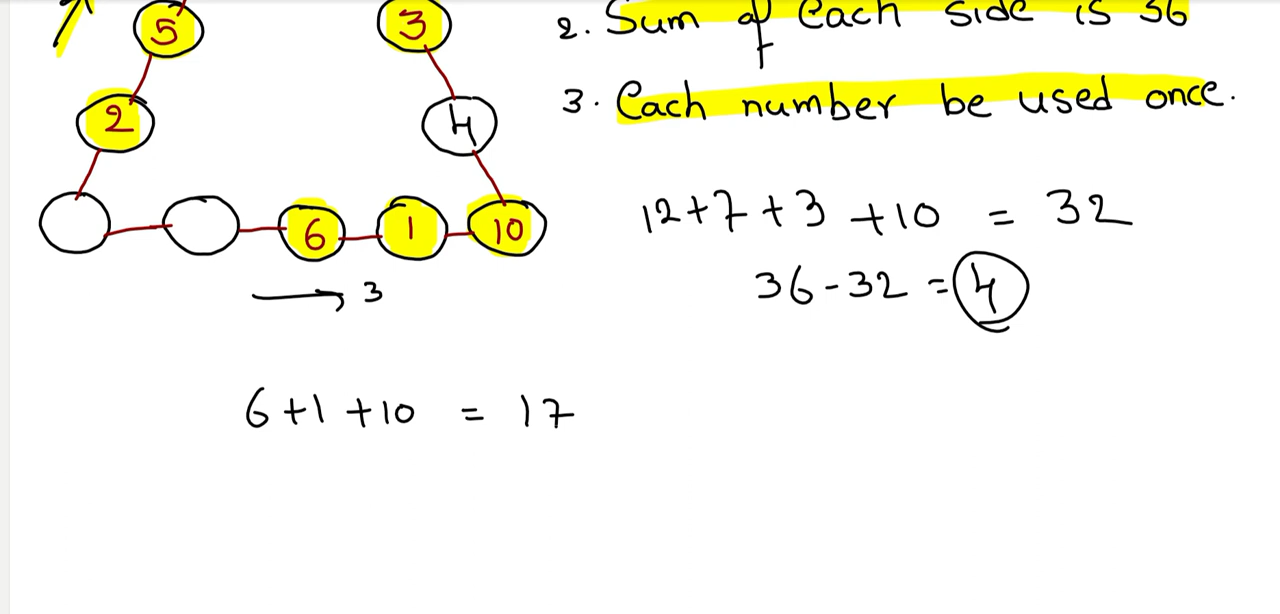 5
3
2. Sum of Each side is 36
2
4
3. Each number be used once.
6 1 10
12+7+3+10 = 32
3
36-32 = 4
6+1+10 = 17